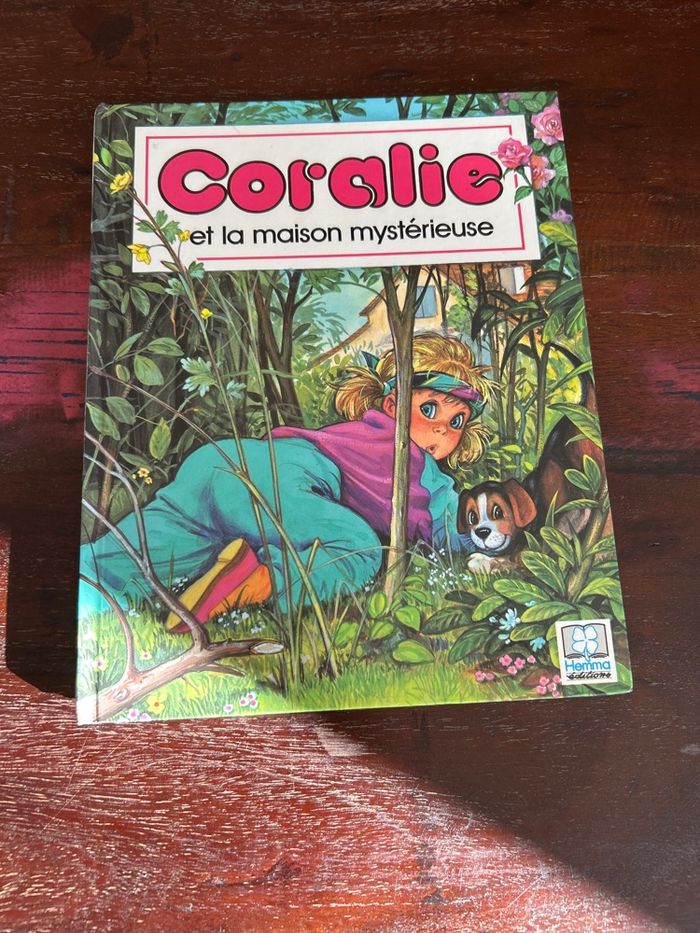 Coralie
et la maison mystérieuse
Hemma
éditions